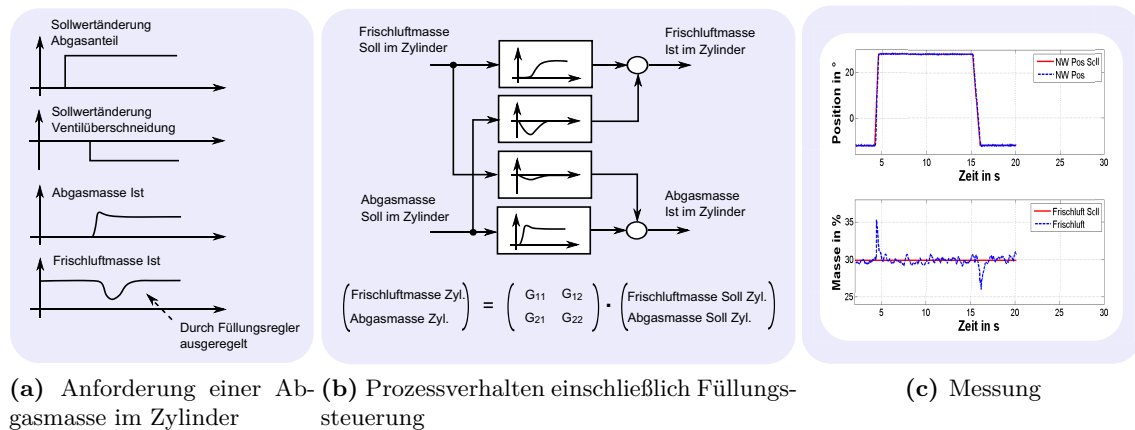 Sollwertänderung
Abgasanteil
Sollwertänderung
Ventilüberschneidung
Abgasmasse Ist
Frischluftmasse Ist
Durch Füllungsregler
ausgeregelt
(a) Anforderung einer Ab-
gasmasse im Zylinder
Frischluftmasse
Soll im Zylinder
Frischluftmasse
Ist im Zylinder
Abgasmasse
Soll im Zylinder
Abgasmasse
Ist im Zylinder
Frischluftmasse Zyl. = G11 G12 · Frischluftmasse Soll Zyl.
Abgasmasse Zyl. G21 G22 Abgasmasse Soll Zyl.
(b) Prozessverhalten einschließlich Füllungs-
steuerung
Position in °
20
0
NW Pos Soll
NW Pos
5 10 15 20 25 30
Zeit in s
Masse in %
35
30
25
Frischluft Soll
Frischluft
5 10 15 20 25 30
Zeit in s
(c) Messung